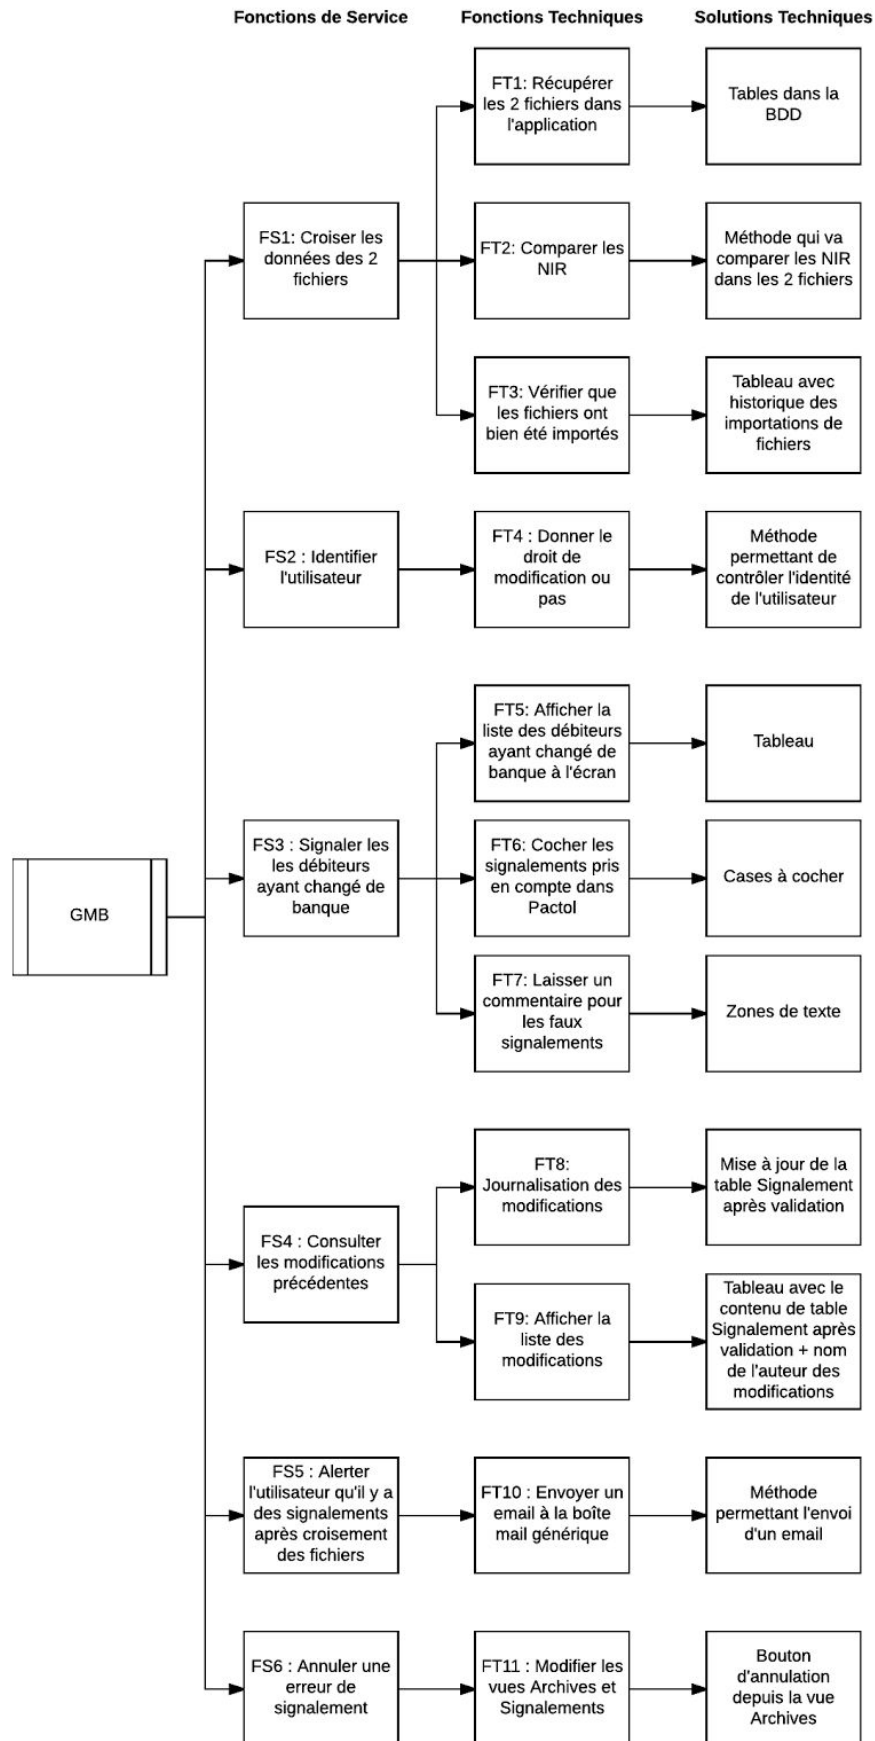 Fonctions de Service
Fonctions Techniques
Solutions Techniques
FT1: Récupérer
les 2 fichiers dans
l'application
Tables dans la
BDD
FS1: Croiser les
données des 2
fichiers
FT2: Comparer les
NIR
Méthode qui va
comparer les NIR
dans les 2 fichiers
FT3: Vérifier que
les fichiers ont
bien été importés
Tableau avec
historique des
importations de
fichiers
FS2 : Identifier
l'utilisateur
FT4 : Donner le
droit de
modification ou
pas
Méthode
permettant de
contrôler l'identité
de l'utilisateur
FT5: Afficher la
liste des débiteurs
ayant changé de
banque à l'écran
Tableau
GMB
FS3 : Signaler les
les débiteurs
ayant changé de
banque
FT6: Cocher les
signalements pris
en compte dans
Pactol
Cases à cocher
FT7: Laisser un
commentaire pour
les faux
signalements
Zones de texte
FT8:
Journalisation des
modifications
Mise à jour de la
table Signalement
après validation
FS4 : Consulter
les modifications
précédentes
FT9: Afficher la
liste des
modifications
Tableau avec le
contenu de table
Signalement après
validation + nom
de l'auteur des
modifications
FS5 : Alerter
l'utilisateur qu'il y a
des signalements
après croisement
des fichiers
FT10 : Envoyer un
email à la boîte
mail générique
Méthode
permettant l'envoi
d'un email
FS6 : Annuler une
erreur de
signalement
FT11 : Modifier les
vues Archives et
Signalements
Bouton
d'annulation
depuis la vue
Archives